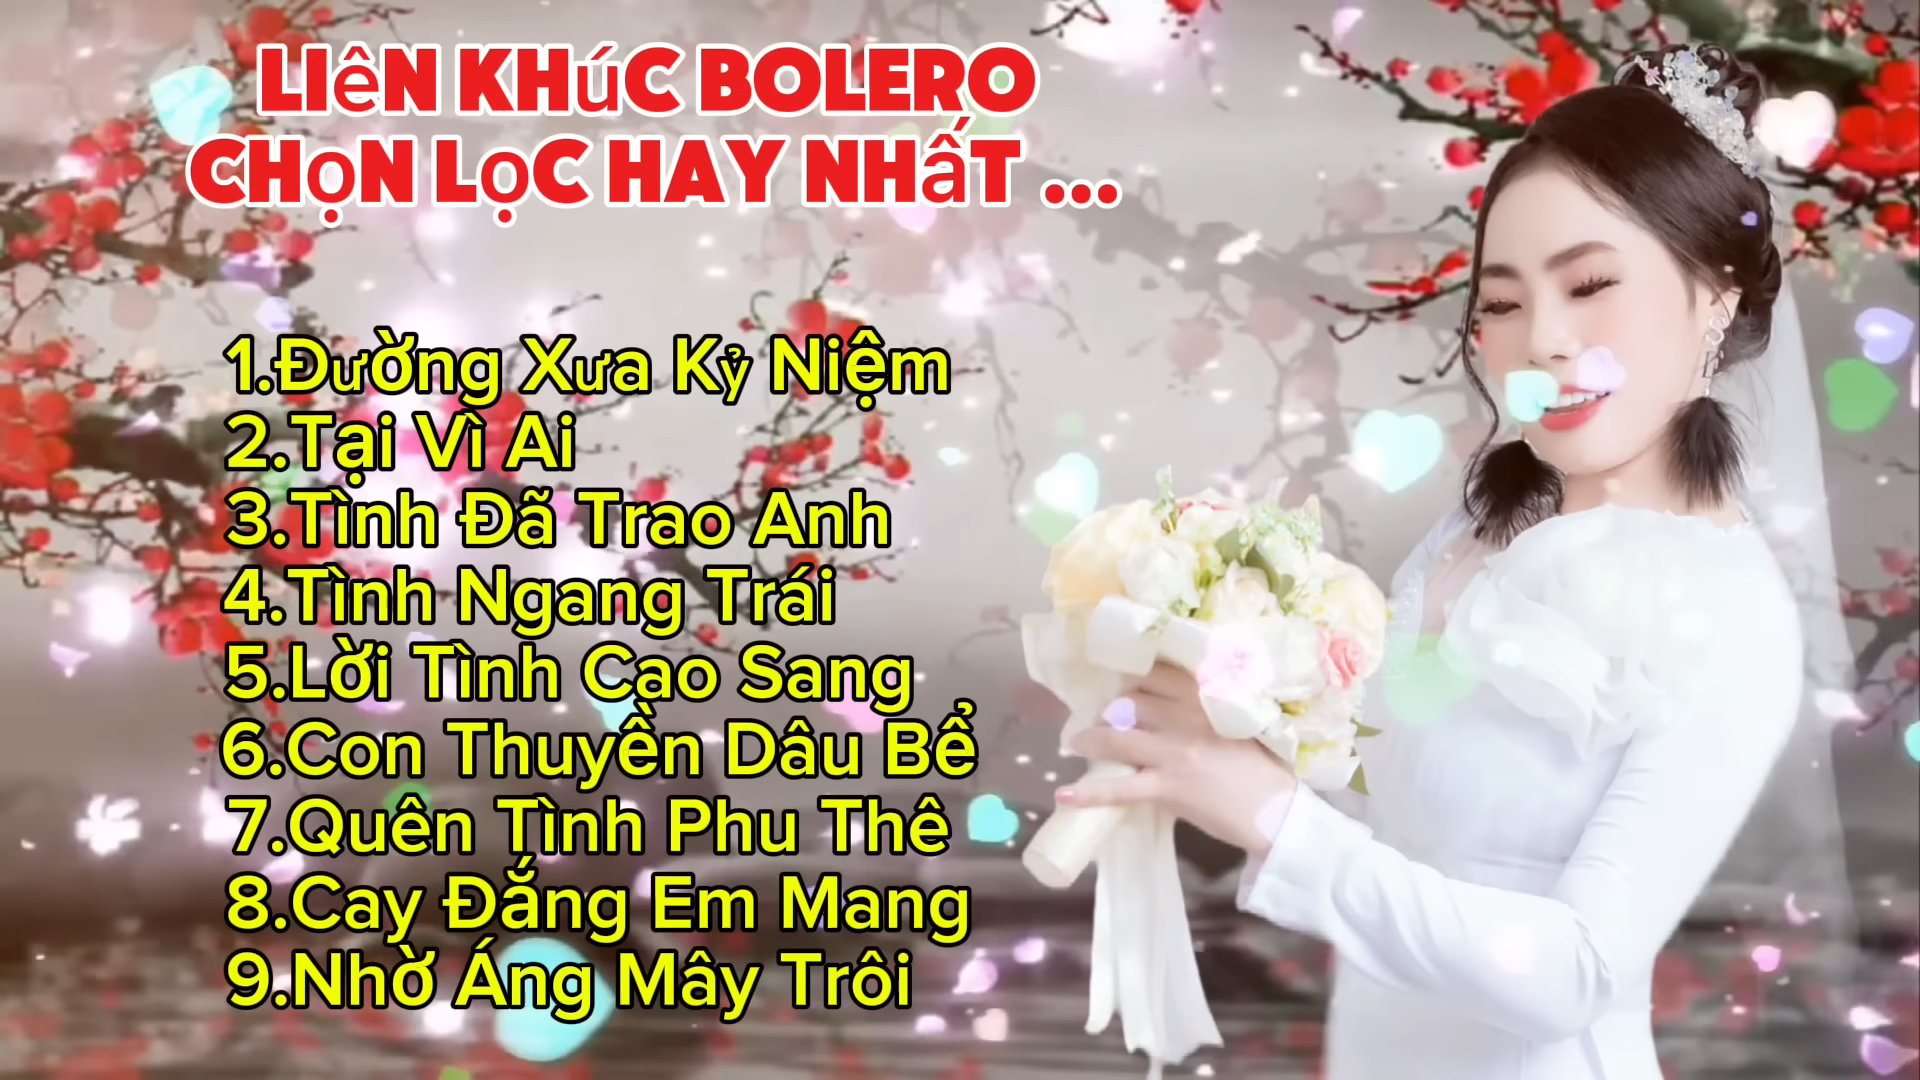 LIÊN KHÚC BOLERO
CHỌN LỌC HAY NHẤT ...
1.Đường Xưa Kỷ Niệm
2.Tại Vì Ai
3.Tình Đã Trao Anh
4.Tình Ngang Trái
5.Lời Tình Cao Sang
6.Con Thuyền Dâu Bể
7.Quên Tình Phu Thê
8.Cay Đắng Em Mang
9.Nhờ Áng Mây Trôi